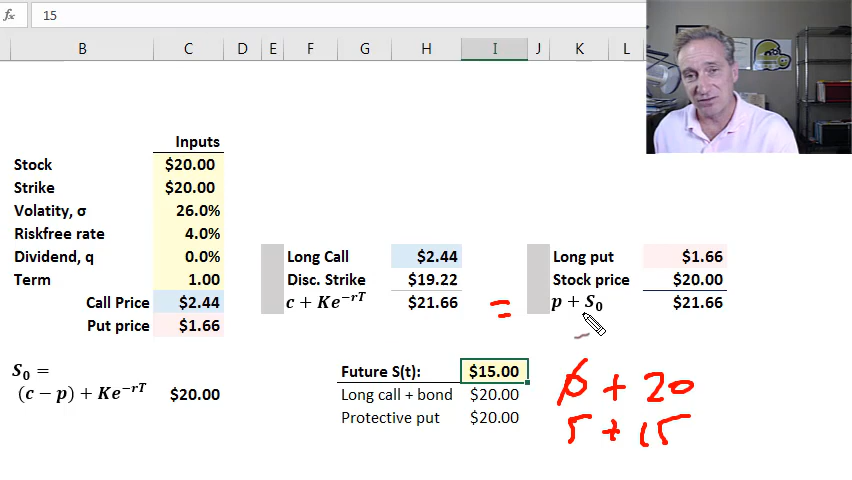 fx 15
B C D E F G H I J K L
Inputs
Stock $20.00
Strike $20.00
Volatity, σ 26.0%
Riskfree rate 4.0%
Dividend, q 0.0%
Term 1.00
Call Price $2.44
Put price $1.66
Long Call $2.44
Disc. Strike $19.22
c + Ke⁻ʳᵀ $21.66
=
Long put $1.66
Stock price $20.00
p + S₀ $21.66
S₀ =
(c − p) + Ke⁻ʳᵀ $20.00
Future S(t): $15.00
Long call + bond $20.00
Protective put $20.00
0 + 20
5 + 15